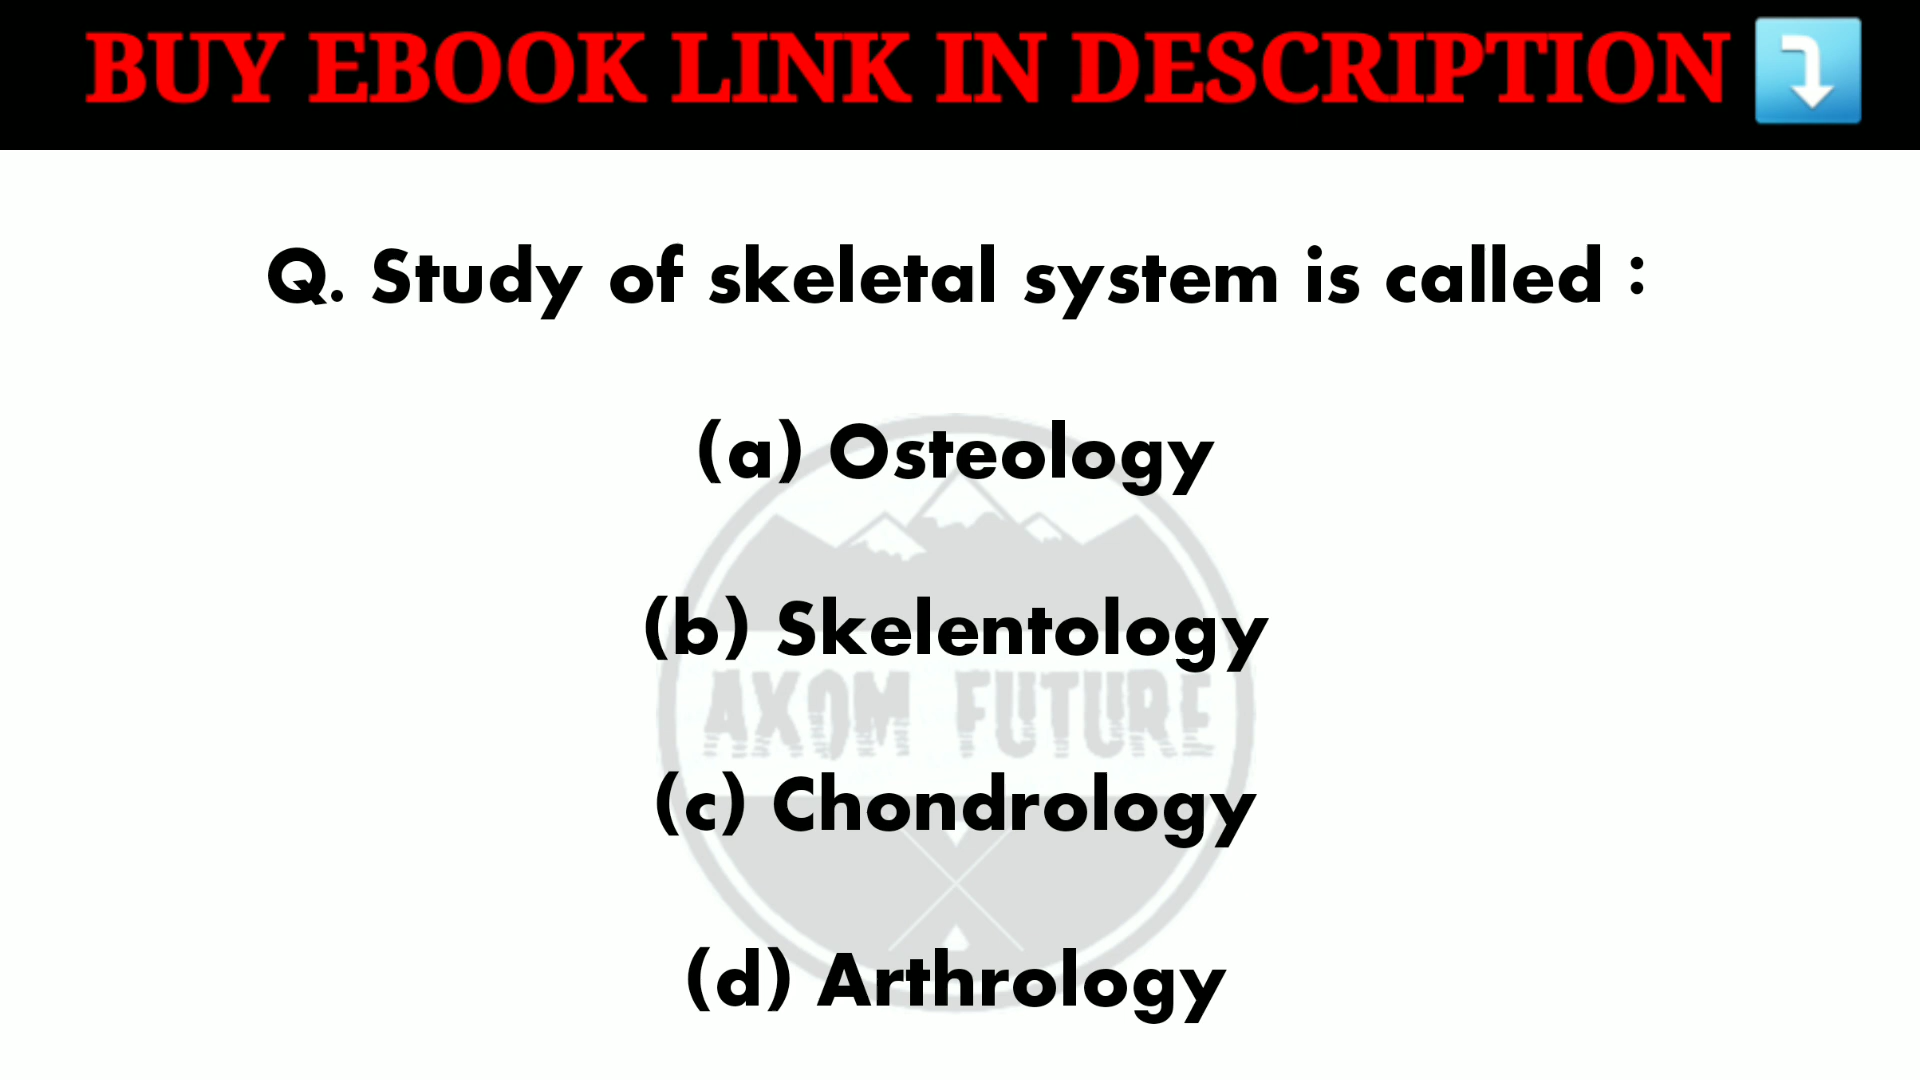 BUY EBOOK LINK IN DESCRIPTION ⤵️
Q. Study of skeletal system is called :
(a) Osteology
(b) Skelentology
AXOM FUTURE
(c) Chondrology
(d) Arthrology